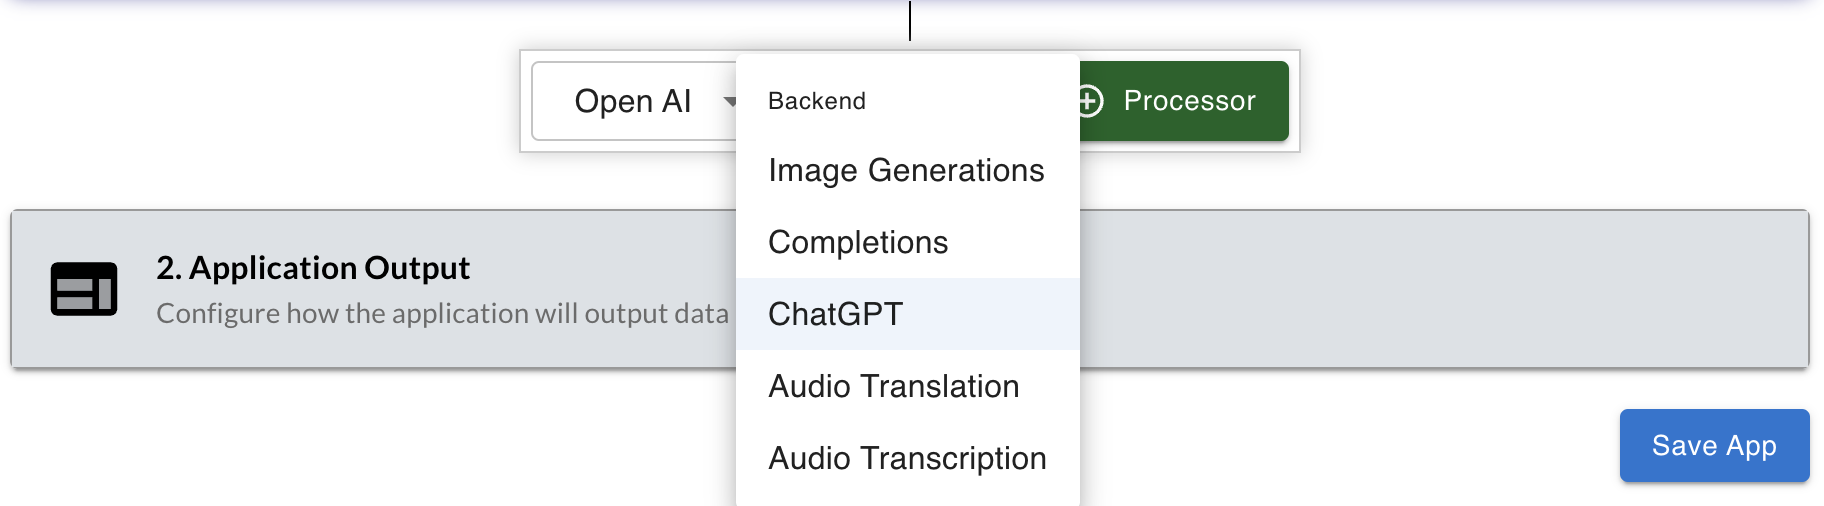 Open AI
Backend
Processor
Image Generations
Completions
ChatGPT
Audio Translation
Audio Transcription
2. Application Output
Configure how the application will output data
Save App